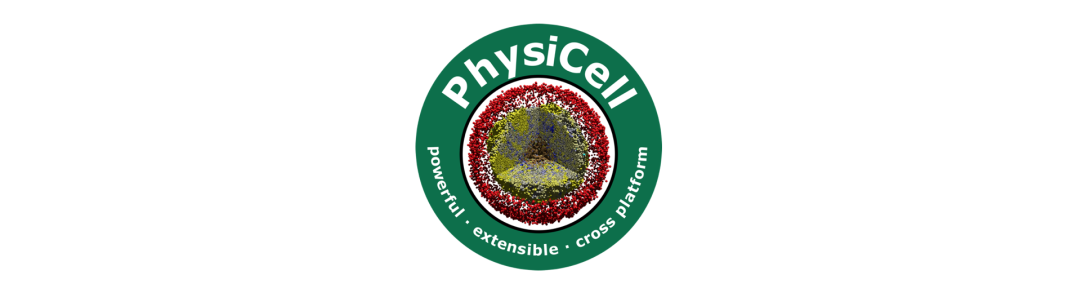 PhysiCell
powerful · extensible · cross platform